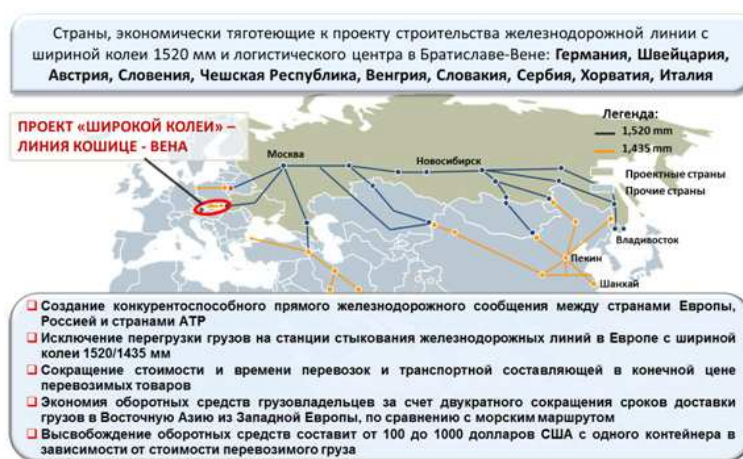 Страны, экономически тяготеющие к проекту строительства железнодорожной линии с
шириной колеи 1520 мм и логистического центра в Братиславе-Вене: Германия, Швейцария,
Австрия, Словения, Чешская Республика, Венгрия, Словакия, Сербия, Хорватия, Италия
ПРОЕКТ «ШИРОКОЙ КОЛЕИ» –
ЛИНИЯ КОШИЦЕ - ВЕНА
Легенда:
1,520 mm
1,435 mm
Проектные страны
Прочие страны
Москва
Новосибирск
Владивосток
Пекин
Шанхай
Создание конкурентоспособного прямого железнодорожного сообщения между странами Европы,
Россией и странами АТР
Исключение перегрузки грузов на станции стыкования железнодорожных линий в Европе с шириной
колеи 1520/1435 мм
Сокращение стоимости и времени перевозок и транспортной составляющей в конечной цене
перевозимых товаров
Экономия оборотных средств грузовладельцев за счет двукратного сокращения сроков доставки
грузов в Восточную Азию из Западной Европы, по сравнению с морским маршрутом
Высвобождение оборотных средств составит от 100 до 1000 долларов США с одного контейнера в
зависимости от стоимости перевозимого груза